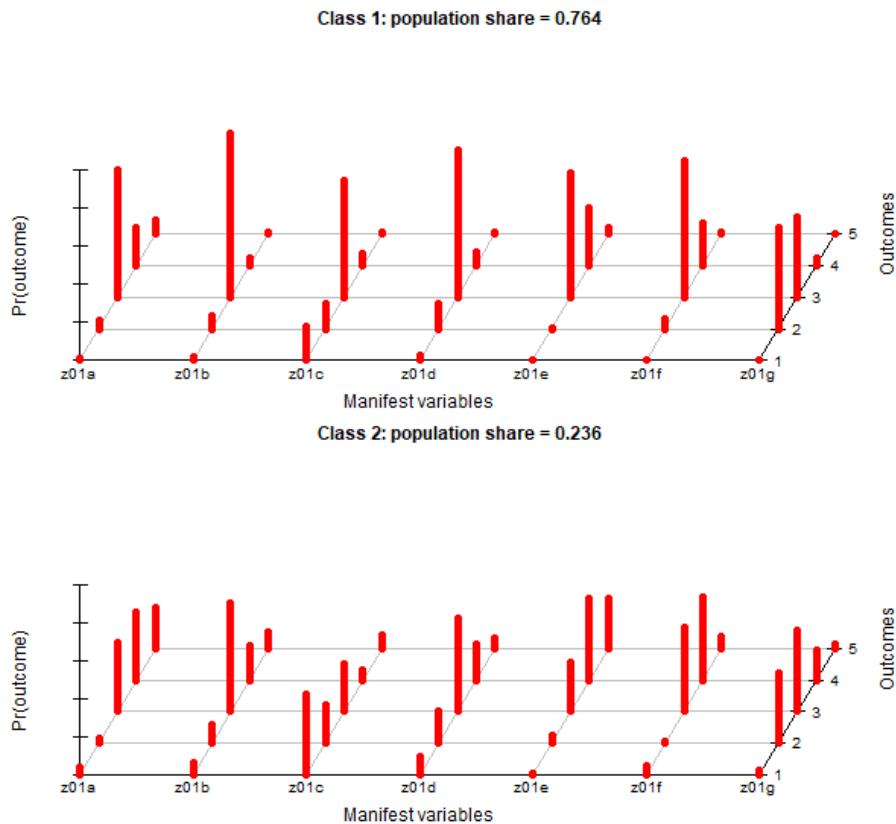 Class 1: population share = 0.764
Pr(outcome)
Outcomes
5
4
3
2
1
z01a z01b z01c z01d z01e z01f z01g
Manifest variables
Class 2: population share = 0.236
Pr(outcome)
Outcomes
5
4
3
2
1
z01a z01b z01c z01d z01e z01f z01g
Manifest variables